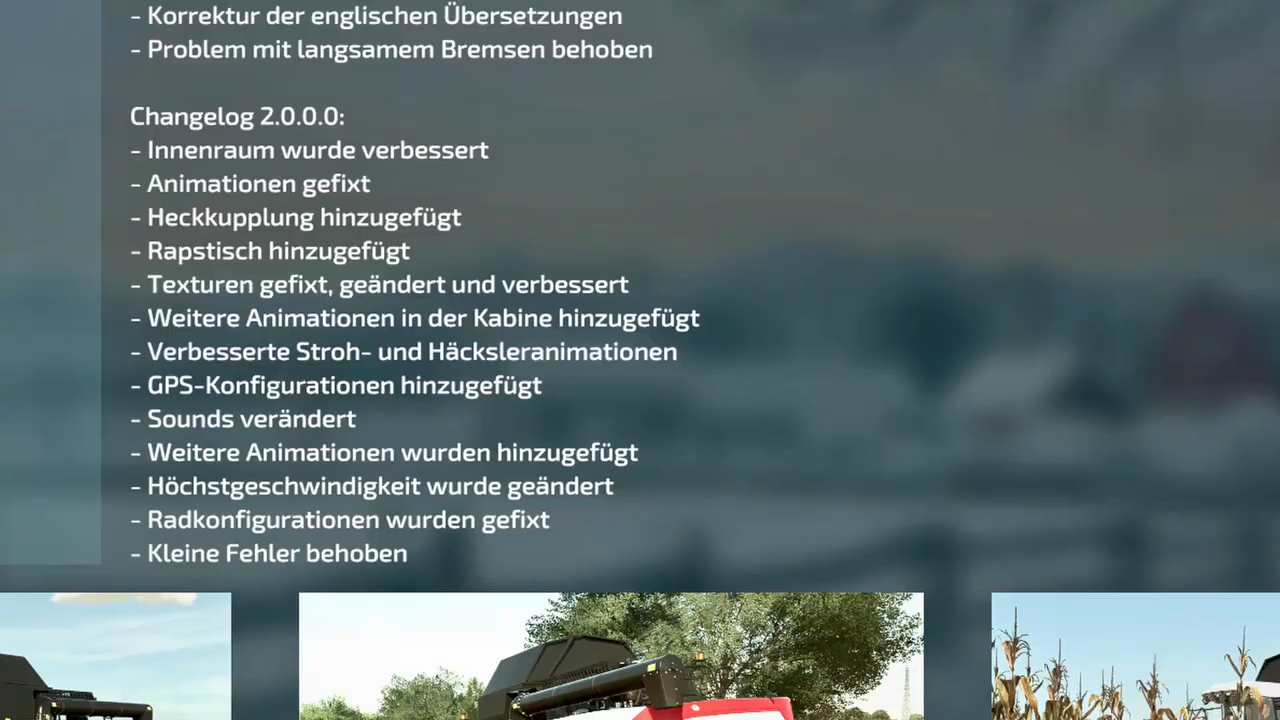 - Korrektur der englischen Übersetzungen
- Problem mit langsamem Bremsen behoben
Changelog 2.0.0.0:
- Innenraum wurde verbessert
- Animationen gefixt
- Heckkupplung hinzugefügt
- Rapstisch hinzugefügt
- Texturen gefixt, geändert und verbessert
- Weitere Animationen in der Kabine hinzugefügt
- Verbesserte Stroh- und Häcksleranimationen
- GPS-Konfigurationen hinzugefügt
- Sounds verändert
- Weitere Animationen wurden hinzugefügt
- Höchstgeschwindigkeit wurde geändert
- Radkonfigurationen wurden gefixt
- Kleine Fehler behoben